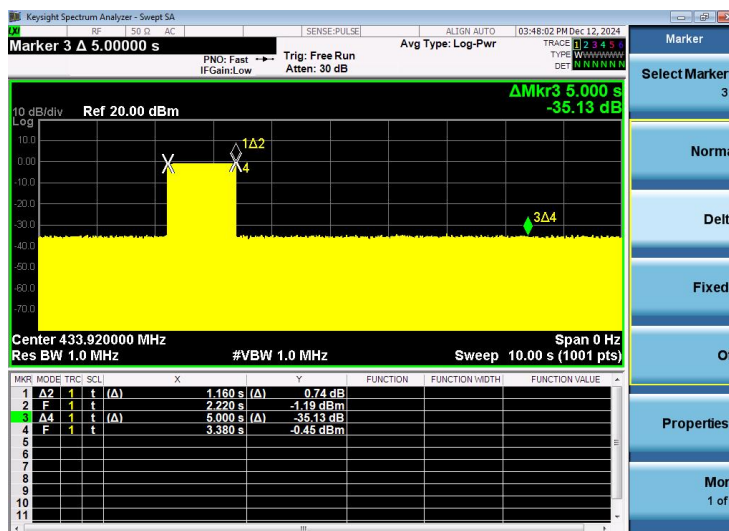 Keysight Spectrum Analyzer - Swept SA
LXI RF 50 Ω AC SENSE:PULSE ALIGN AUTO 03:48:02 PM Dec 12, 2024
Marker 3 Δ 5.00000 s
PNO: Fast
IFGain:Low
Trig: Free Run
Atten: 30 dB
Avg Type: Log-Pwr
TRACE 1 2 3 4 5 6
TYPE WWWWWW
DET N N N N N N
ΔMkr3 5.000 s
-35.13 dB
10 dB/div Ref 20.00 dBm
Log
10.0
0.00
-10.0
-20.0
-30.0
-40.0
-50.0
-60.0
-70.0
1Δ2
4
3Δ4
Center 433.920000 MHz Span 0 Hz
Res BW 1.0 MHz #VBW 1.0 MHz Sweep 10.00 s (1001 pts)
MKR MODE TRC SCL X Y FUNCTION FUNCTION WIDTH FUNCTION VALUE
1 Δ2 1 t (Δ) 1.160 s (Δ) 0.74 dB
2 F 1 t 2.220 s -1.19 dBm
3 Δ4 1 t (Δ) 5.000 s (Δ) -35.13 dB
4 F 1 t 3.380 s -0.45 dBm
5
6
7
8
9
10
11
Marker
Select Marker
3
Norma
Delt
Fixed
O
Properties
Mor
1 of